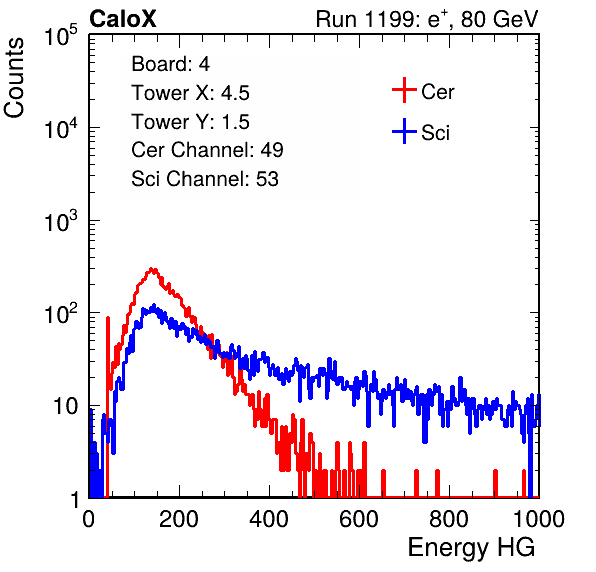 CaloX Run 1199: e⁺, 80 GeV
Counts
Board: 4
Tower X: 4.5
Tower Y: 1.5
Cer Channel: 49
Sci Channel: 53
Cer
Sci
10⁵
10⁴
10³
10²
10
1
0 200 400 600 800 1000
Energy HG